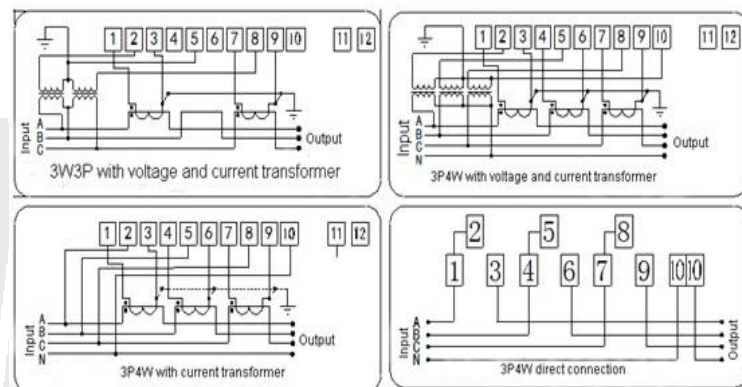 1 2 3 4 5 6 7 8 9 10 11 12
Input
A
B
C
Output
3W3P with voltage and current transformer
1 2 3 4 5 6 7 8 9 10 11 12
Input
A
B
C
N
Output
3P4W with voltage and current transformer
1 2 3 4 5 6 7 8 9 10 11 12
Input
A
B
C
N
Output
3P4W with current transformer
2 5 8
1 3 4 6 7 9 10 10
Input
A
B
C
N
Output
3P4W direct connection